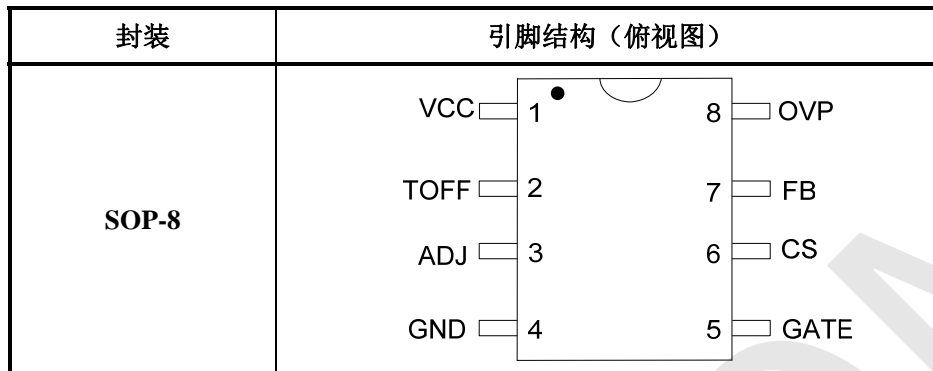 封装 引脚结构（俯视图）
SOP-8
VCC 1 8 OVP
TOFF 2 7 FB
ADJ 3 6 CS
GND 4 5 GATE